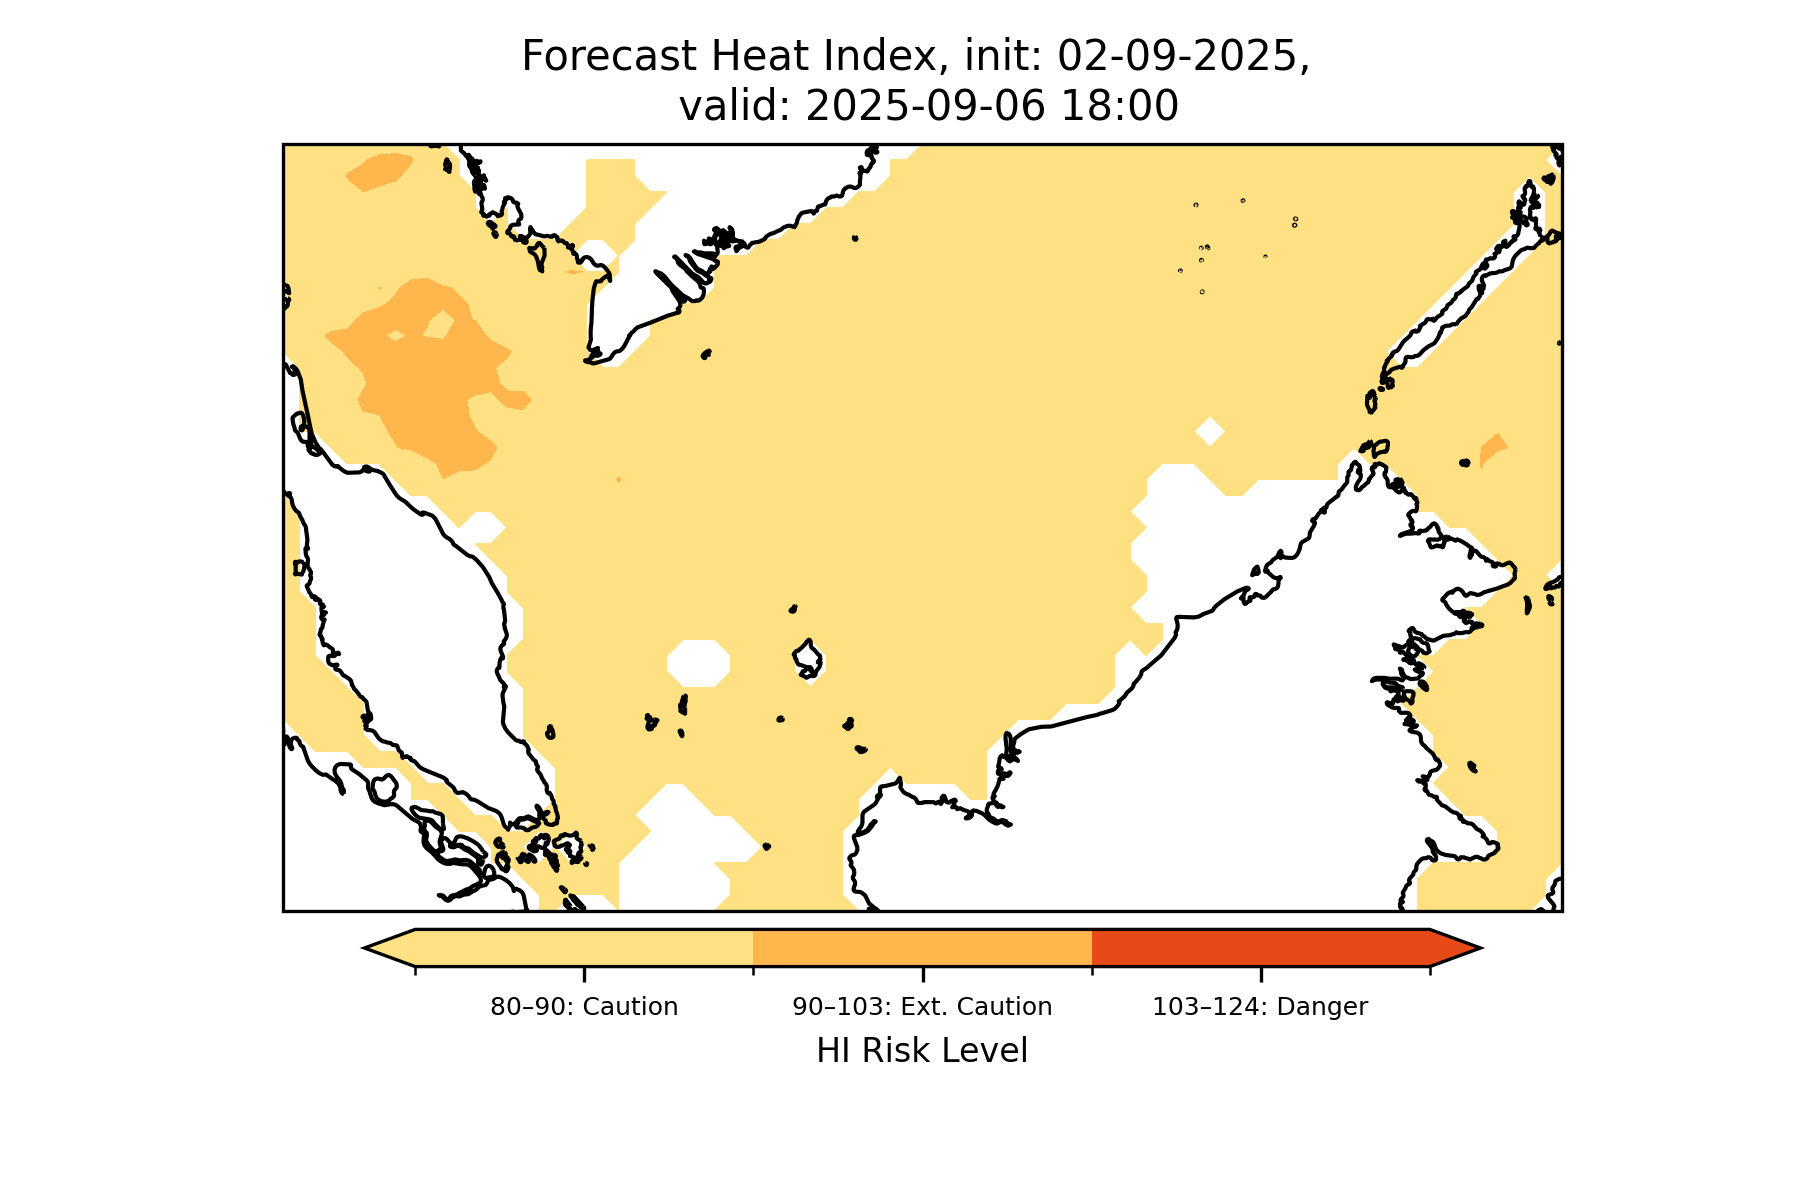 Forecast Heat Index, init: 02-09-2025,
valid: 2025-09-06 18:00
80–90: Caution
90–103: Ext. Caution
103–124: Danger
HI Risk Level